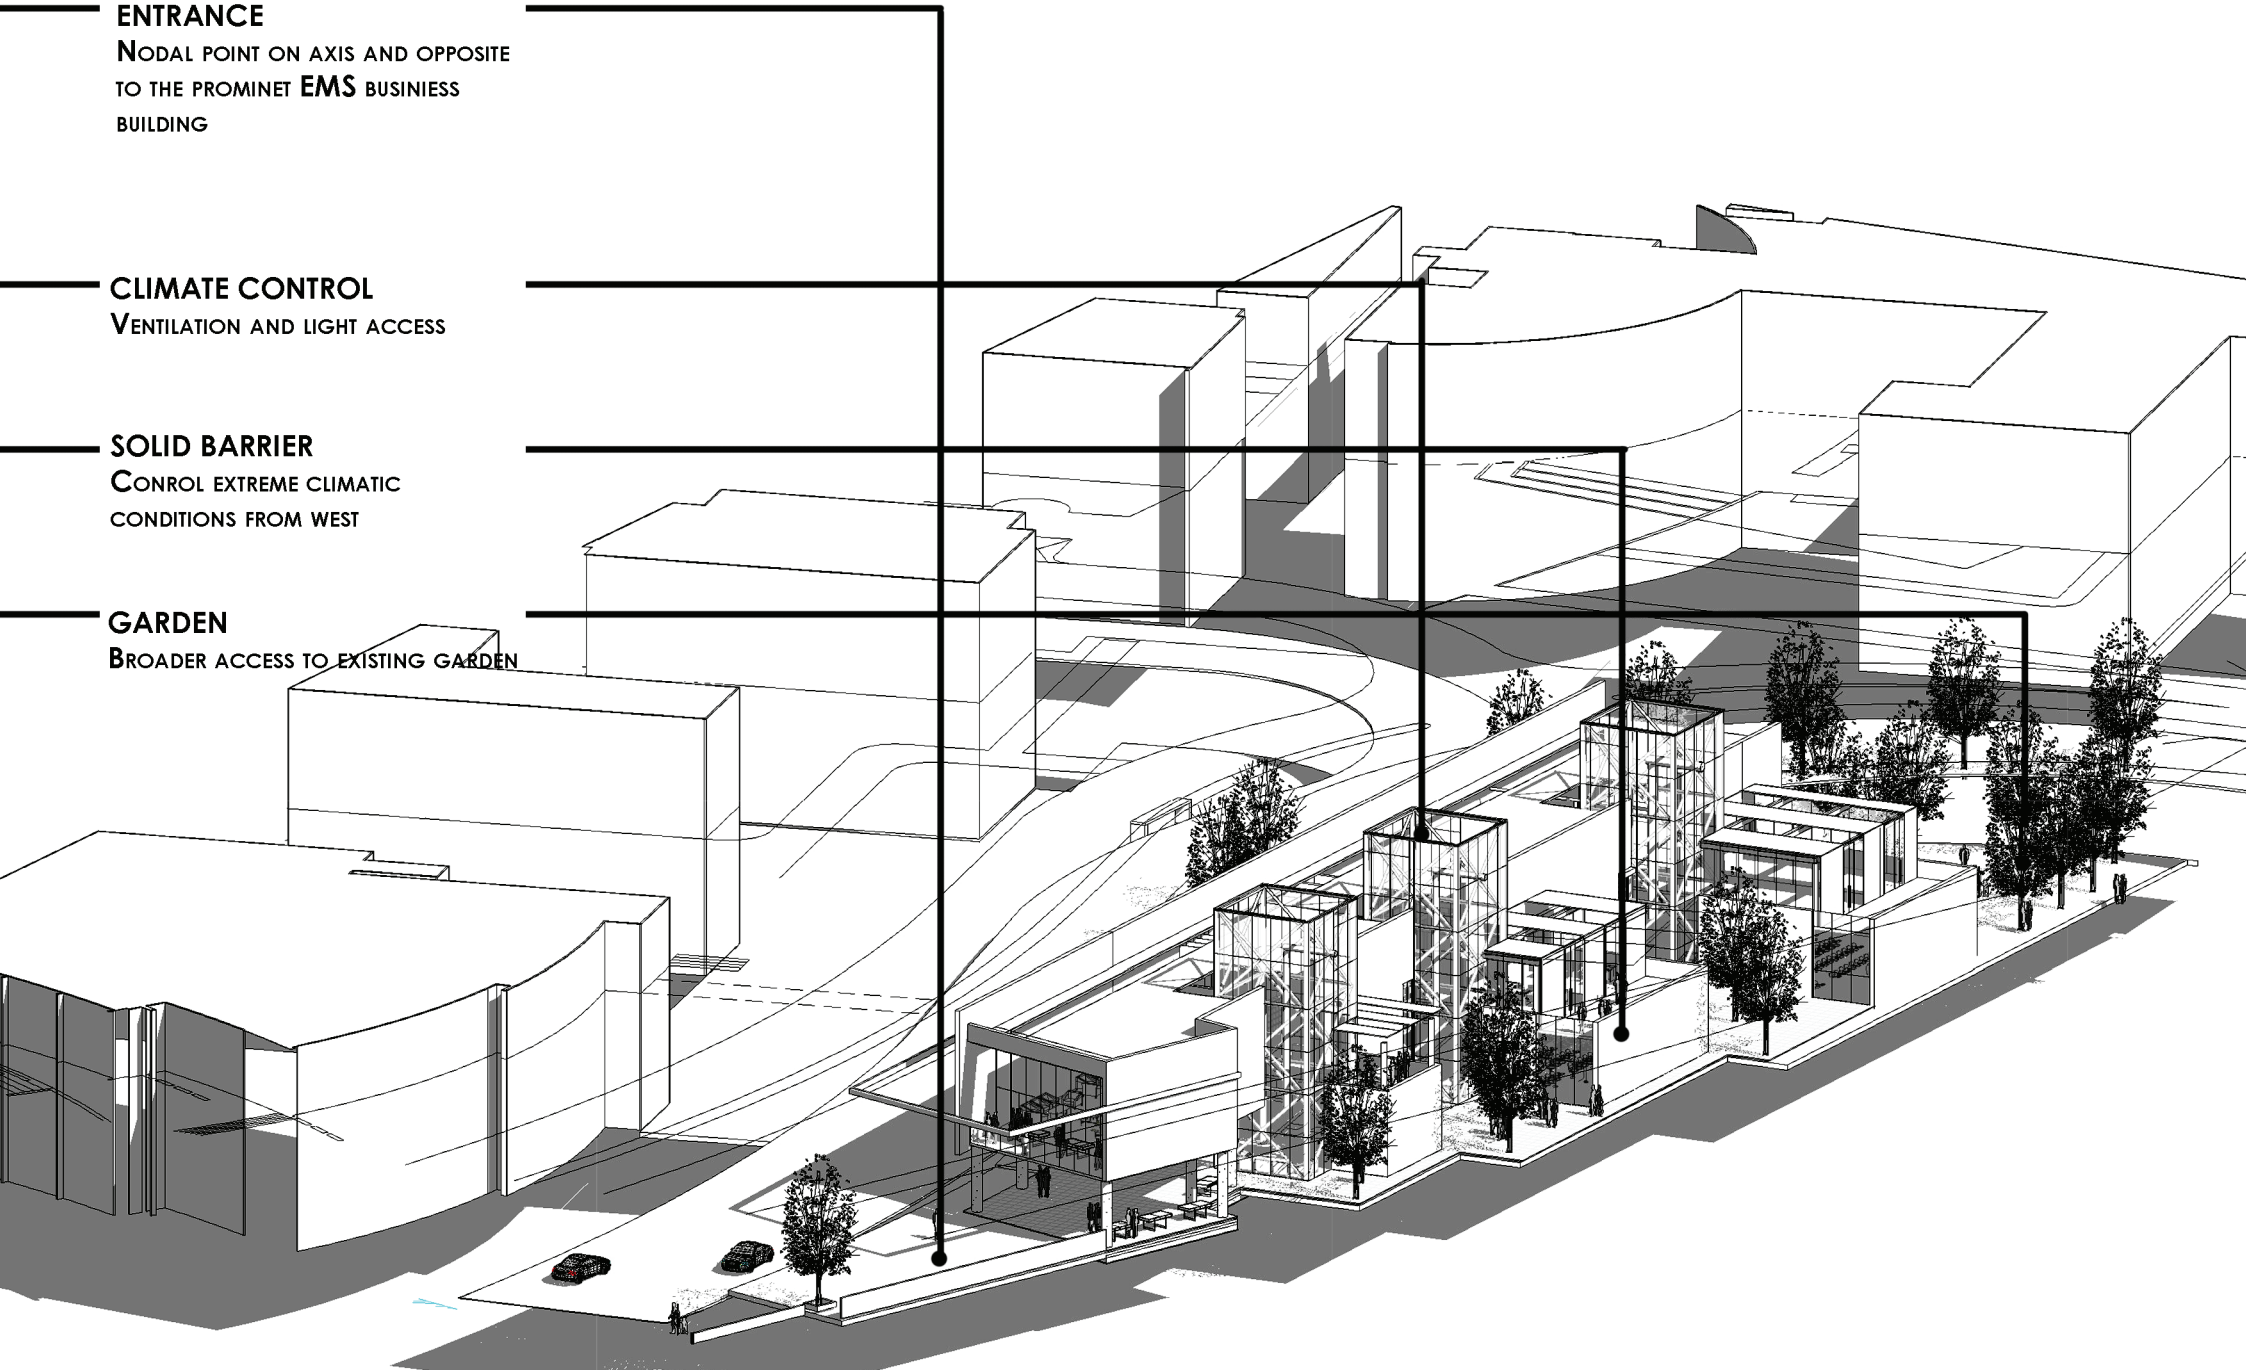 ENTRANCE
NODAL POINT ON AXIS AND OPPOSITE
TO THE PROMINET EMS BUSINIESS
BUILDING
CLIMATE CONTROL
VENTILATION AND LIGHT ACCESS
SOLID BARRIER
CONROL EXTREME CLIMATIC
CONDITIONS FROM WEST
GARDEN
BROADER ACCESS TO EXISTING GARDEN